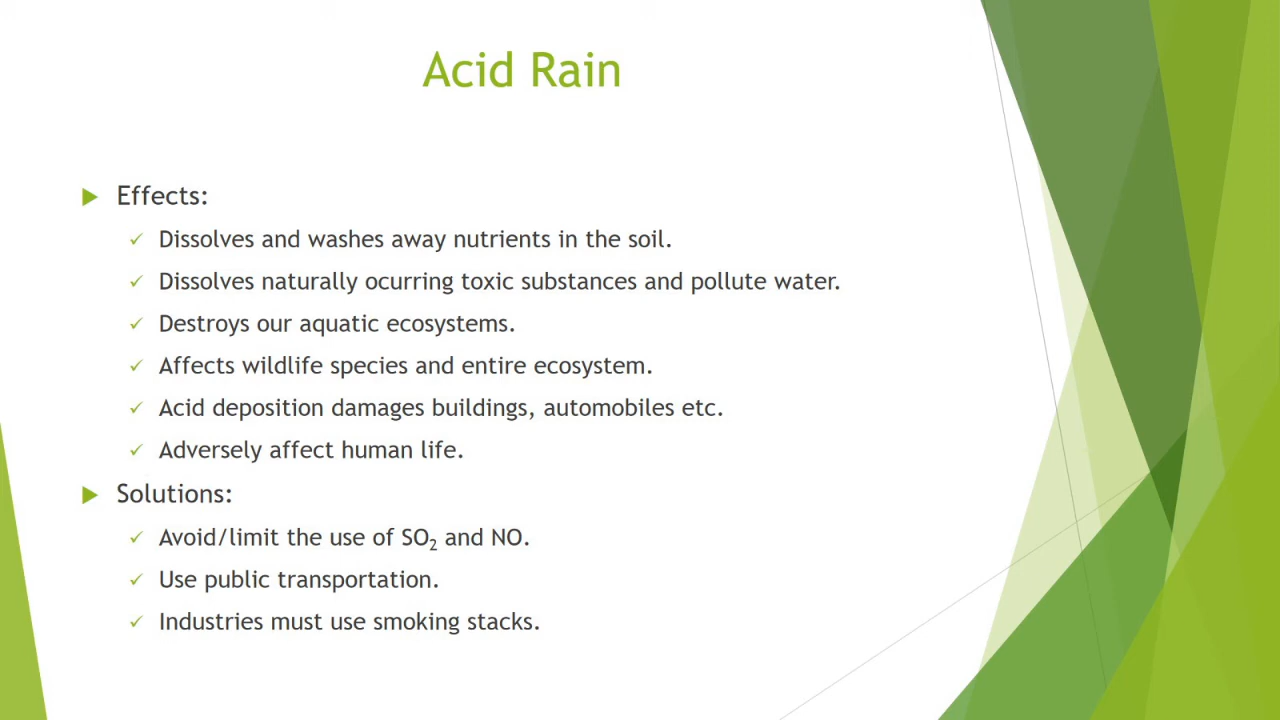 Acid Rain
Effects:
Dissolves and washes away nutrients in the soil.
Dissolves naturally ocurring toxic substances and pollute water.
Destroys our aquatic ecosystems.
Affects wildlife species and entire ecosystem.
Acid deposition damages buildings, automobiles etc.
Adversely affect human life.
Solutions:
Avoid/limit the use of SO₂ and NO.
Use public transportation.
Industries must use smoking stacks.